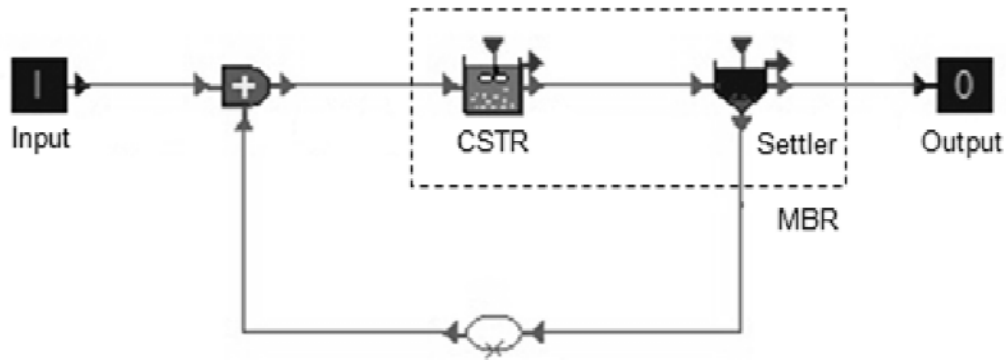 I
Input
+
CSTR
Settler
MBR
0
Output